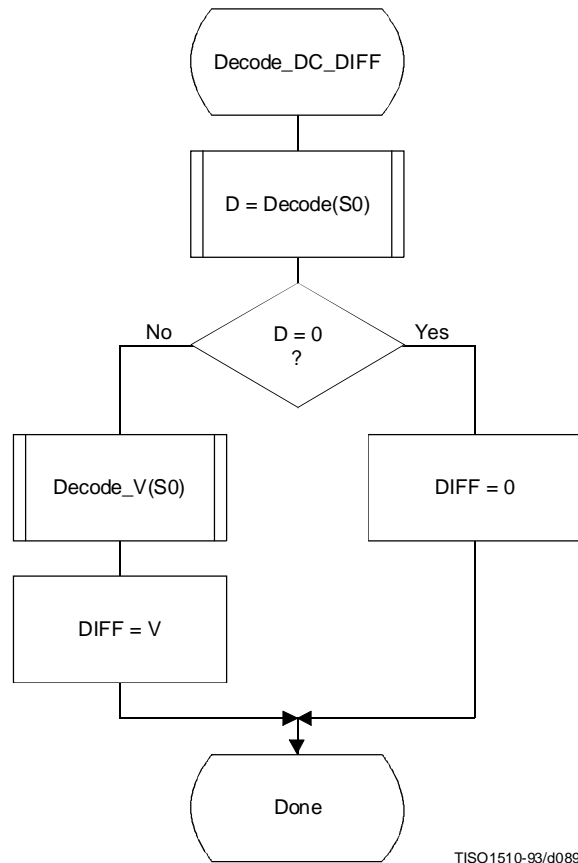 Decode_DC_DIFF
D = Decode(S0)
No
D = 0
?
Yes
Decode_V(S0)
DIFF = 0
DIFF = V
Done
TISO1510-93/d089